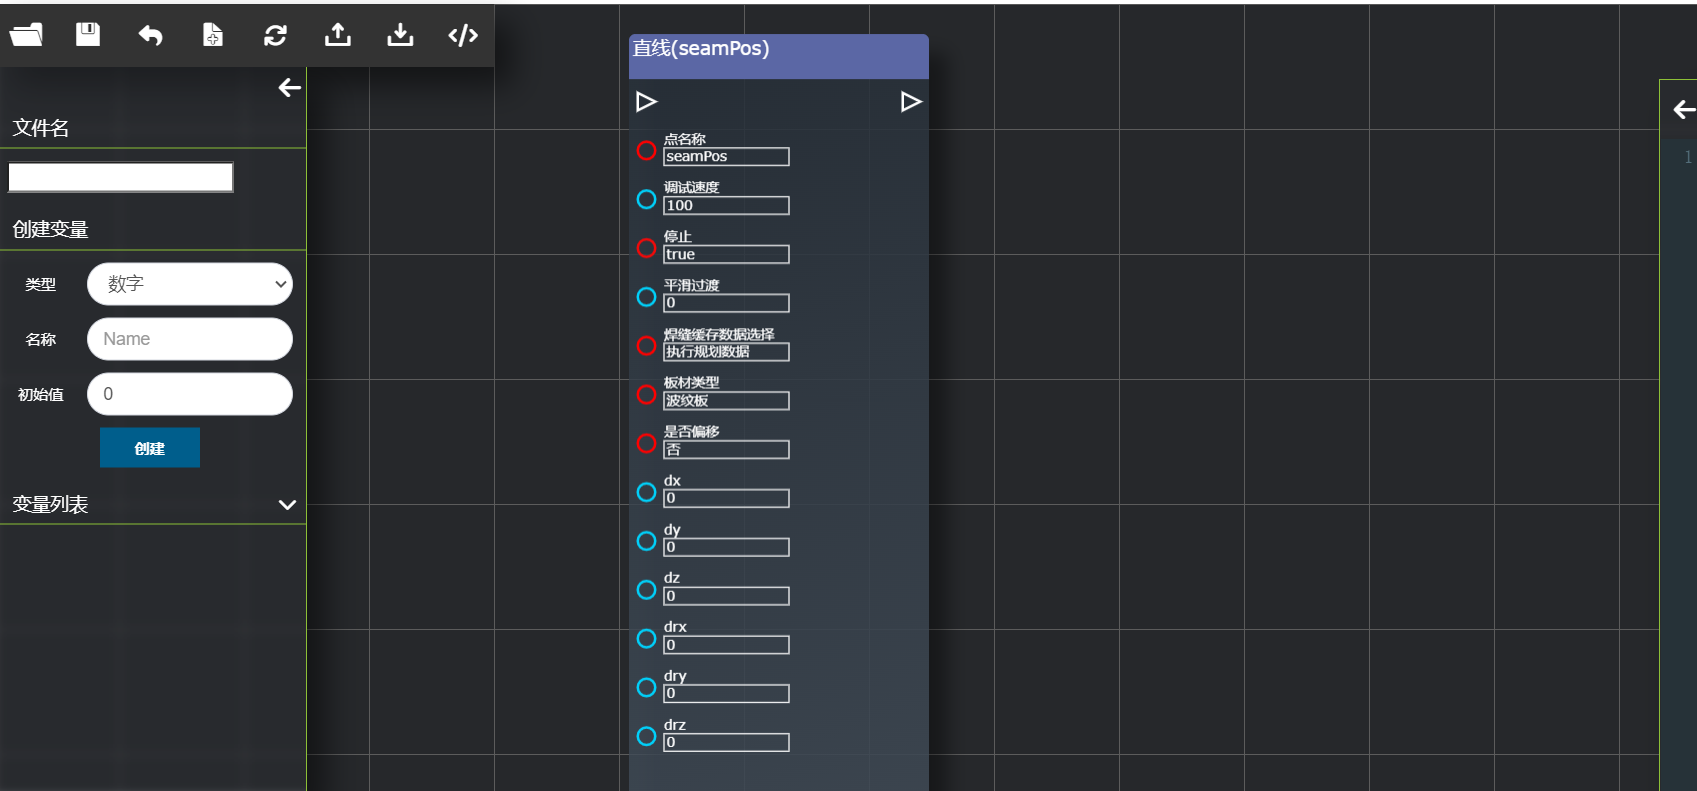 文件名
创建变量
类型
数字
名称
Name
初始值
0
创建
变量列表
直线(seamPos)
点名称
seamPos
调试速度
100
停止
true
平滑过渡
0
焊缝缓存数据选择
执行规划数据
板材类型
波纹板
是否偏移
否
dx
0
dy
0
dz
0
drx
0
dry
0
drz
0
1